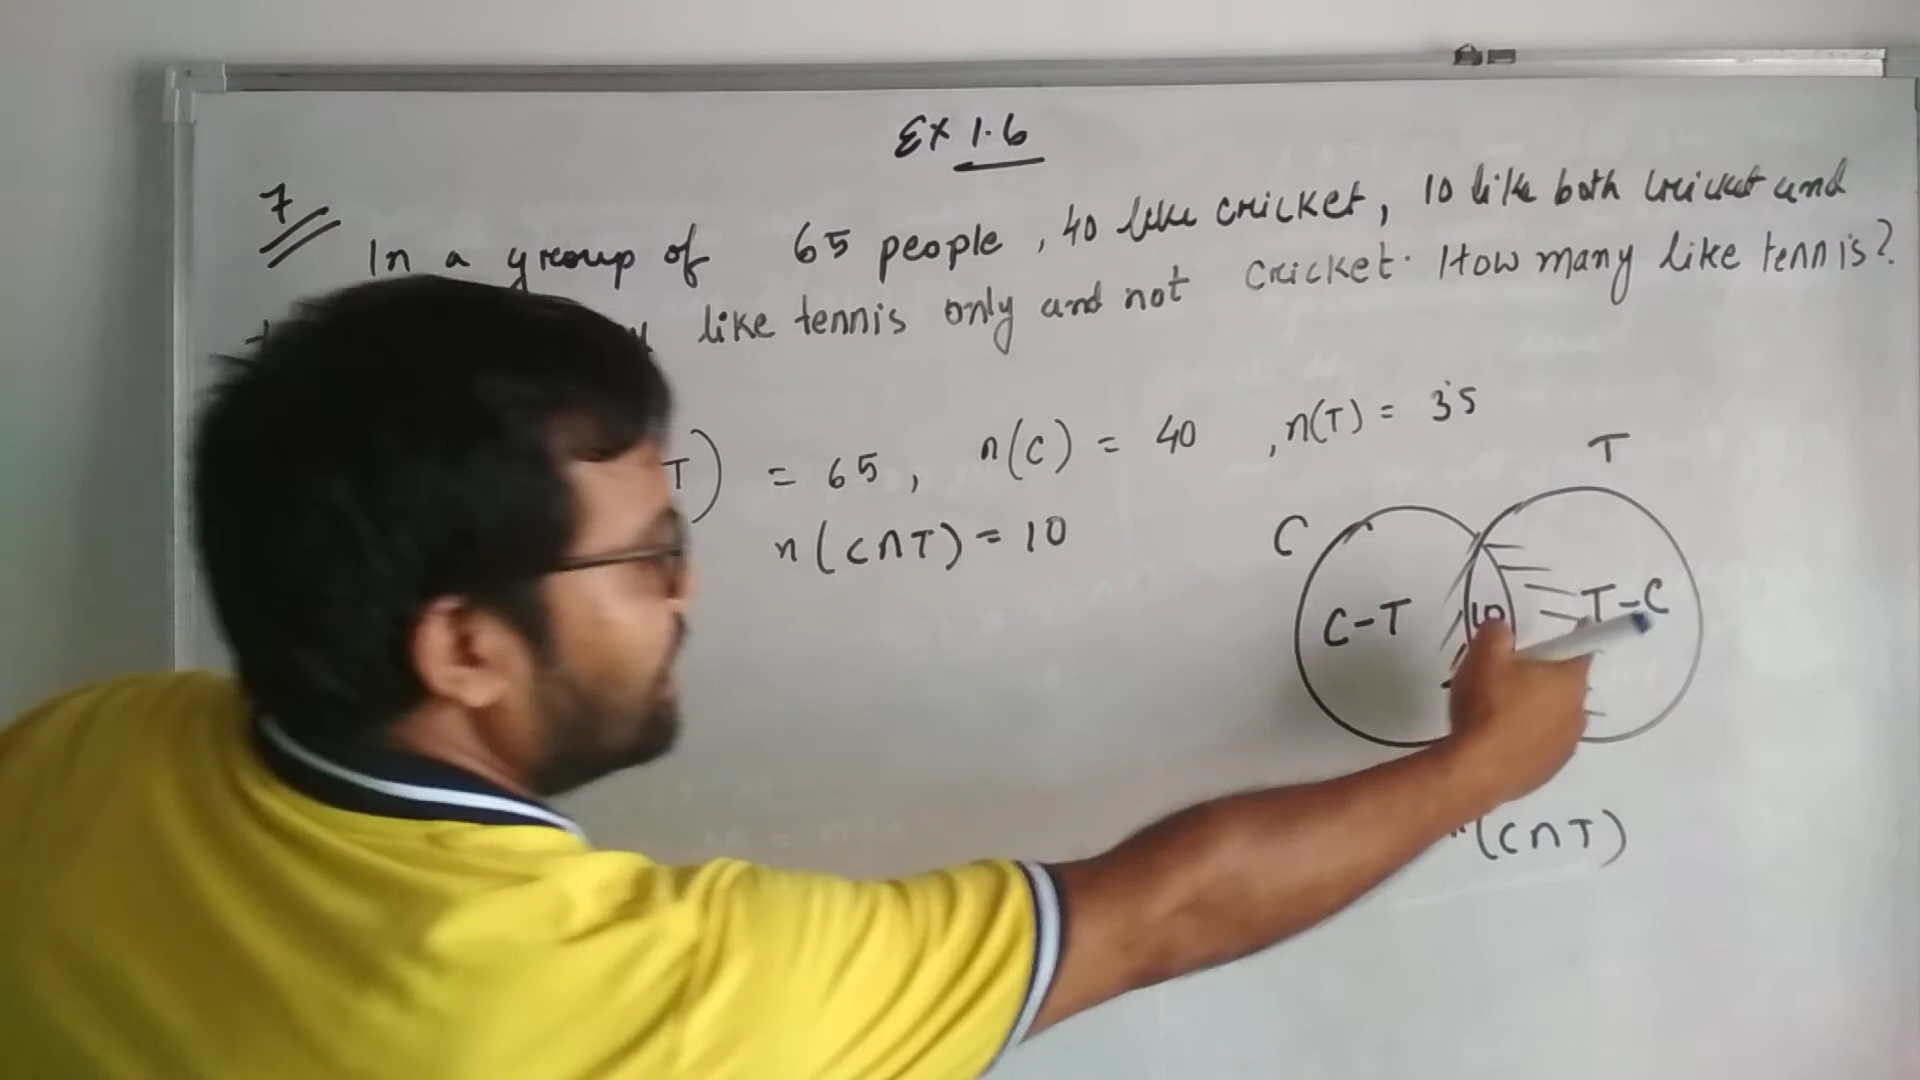 Ex 1.6
7
In a group of 65 people, 40 like cricket, 10 like both cricket and
like tennis only and not cricket. How many like tennis?
T) = 65, n(C) = 40, n(T) = 35
n(C∩T) = 10
T
C
C-T
10
T-C
(C∩T)